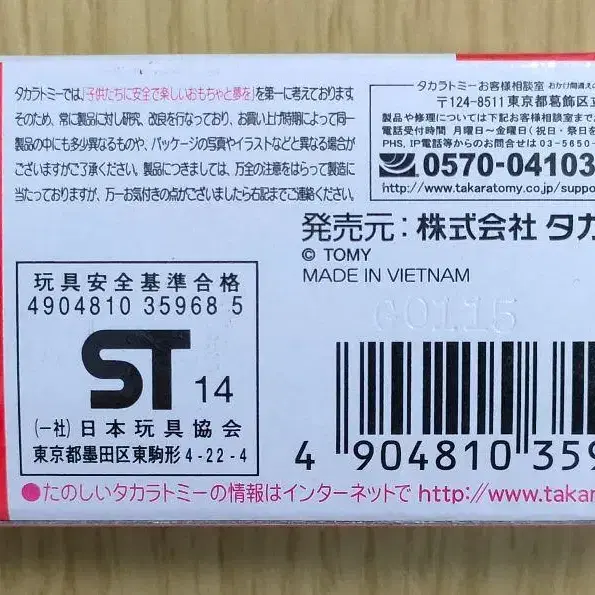 タカラトミーでは、「子供たちに安全で楽しいおもちゃと夢を」を第一に考えております。
そのため、常に製品に対し研究、改良を行なっており、お買い上げ時期によって同一
製品の中にも多少異なるものや、パッケージの写真やイラストなどと異なる場合が
ございますがご了承ください。製品につきましては、万全の注意をはらって製造に
当たっておりますが、万一お気付きの点がございましたら右記までご連絡ください。
タカラトミーお客様相談室 おかけ間違えの
〒124-8511 東京都葛飾区立
製品や修理については下記お客様相談室まで
電話受付時間 月曜日〜金曜日(祝日・祭日を
PHS, IP電話等からのお問合せは 03-5650-
0570-04103
http://www.takaratomy.co.jp/suppo
発売元:株式会社 タカ
© TOMY
MADE IN VIETNAM
G0115
玩具安全基準合格
4904810 35968 5
ST 14
(一社)日本玩具協会
東京都墨田区東駒形4-22-4
4 904810 359
●たのしいタカラトミーの情報はインターネットで http://www.takar